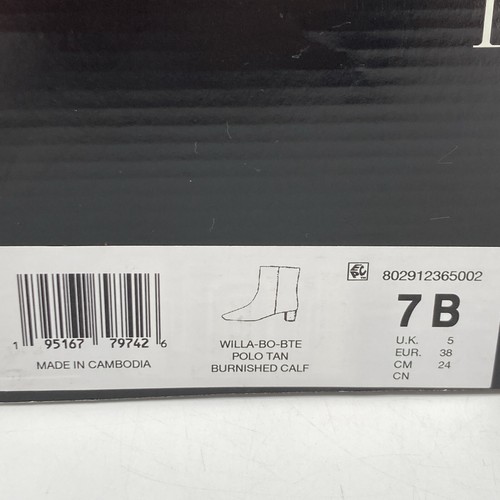 1 95167 79742 6
MADE IN CAMBODIA
WILLA-BO-BTE
POLO TAN
BURNISHED CALF
802912365002
7 B
U.K. 5
EUR. 38
CM 24
CN